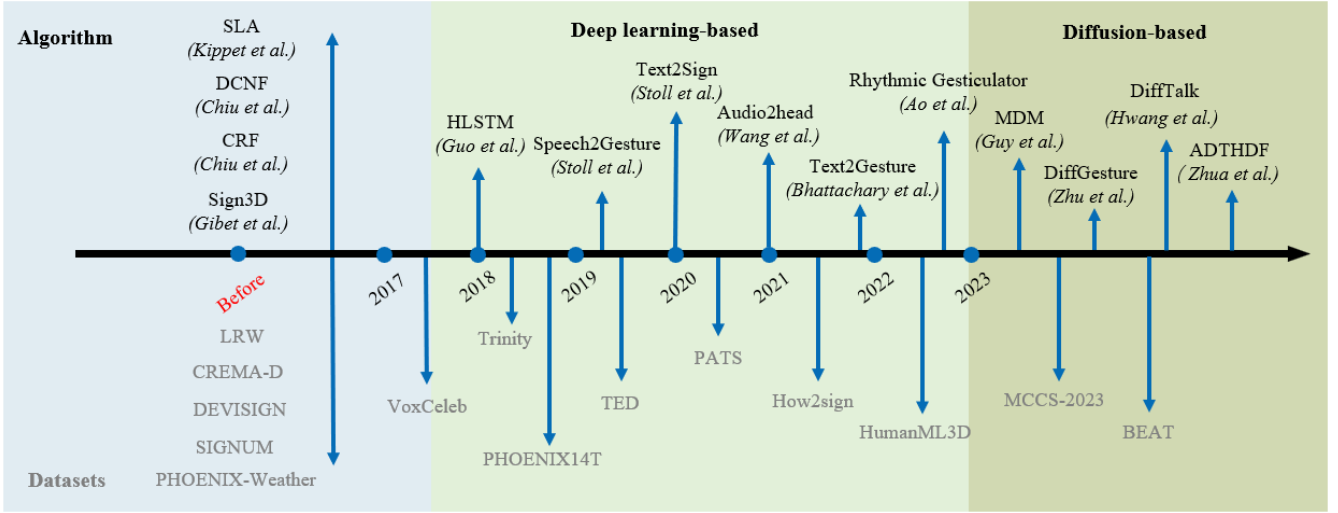 Algorithm
SLA
(Kippet et al.)
DCNF
(Chiu et al.)
CRF
(Chiu et al.)
Sign3D
(Gibet et al.)
Deep learning-based
HLSTM
(Guo et al.)
Speech2Gesture
(Stoll et al.)
Text2Sign
(Stoll et al.)
Audio2head
(Wang et al.)
Text2Gesture
(Bhattachary et al.)
Rhythmic Gesticulator
(Ao et al.)
Diffusion-based
MDM
(Guy et al.)
DiffGesture
(Zhu et al.)
DiffTalk
(Hwang et al.)
ADTHDF
( Zhua et al.)
Before
2017
2018
2019
2020
2021
2022
2023
LRW
CREMA-D
DEVISIGN
SIGNUM
PHOENIX-Weather
Datasets
VoxCeleb
Trinity
PHOENIX14T
TED
PATS
How2sign
HumanML3D
MCCS-2023
BEAT